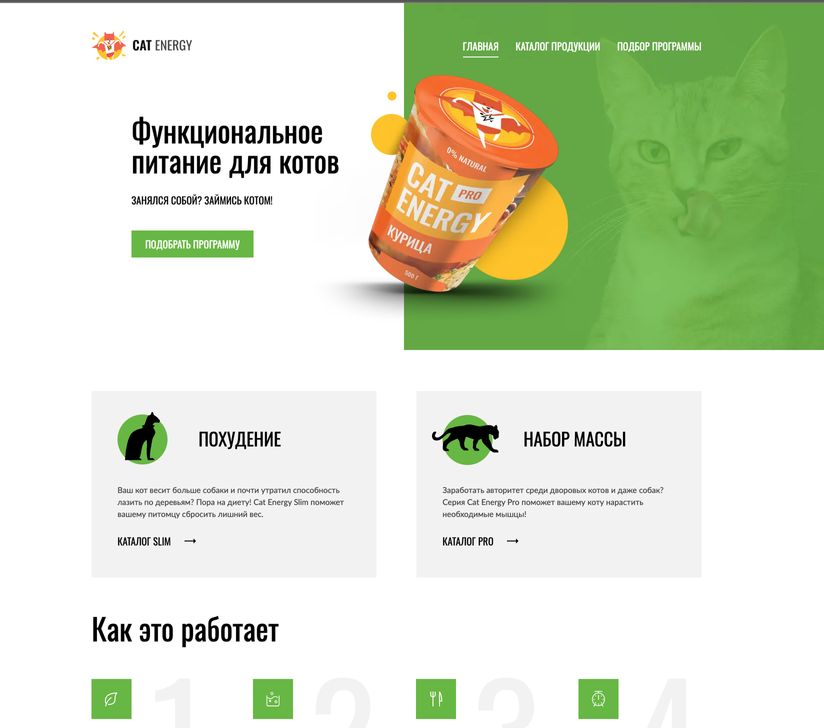 CAT ENERGY
ГЛАВНАЯ
КАТАЛОГ ПРОДУКЦИИ
ПОДБОР ПРОГРАММЫ
Функциональное
питание для котов
ЗАНЯЛСЯ СОБОЙ? ЗАЙМИСЬ КОТОМ!
ПОДОБРАТЬ ПРОГРАММУ
0% NATURAL
CAT PRO
ENERGY
КУРИЦА
500 Г
ПОХУДЕНИЕ
Ваш кот весит больше собаки и почти утратил способность
лазить по деревьям? Пора на диету! Cat Energy Slim поможет
вашему питомцу сбросить лишний вес.
КАТАЛОГ SLIM
НАБОР МАССЫ
Заработать авторитет среди дворовых котов и даже собак?
Серия Cat Energy Pro поможет вашему коту нарастить
необходимые мышцы!
КАТАЛОГ PRO
Как это работает
1
2
3
4